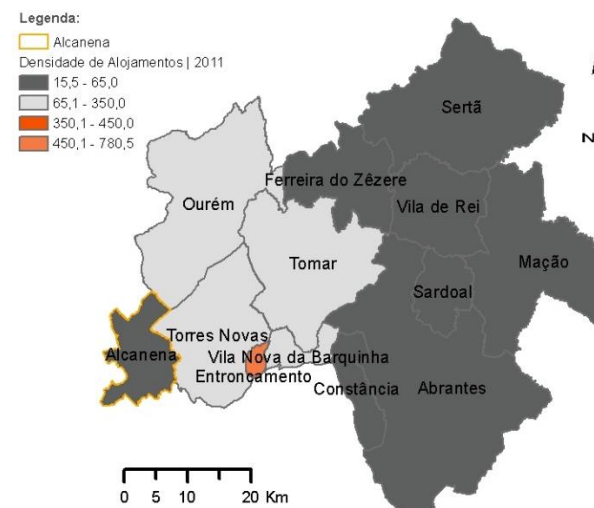 Legenda:
Alcanena
Densidade de Alojamentos | 2011
15,5 - 65,0
65,1 - 350,0
350,1 - 450,0
450,1 - 780,5
Sertã
Ferreira do Zêzere
Ourém
Vila de Rei
Tomar
Mação
Sardoal
Torres Novas
Alcanena
Vila Nova da Barquinha
Entroncamento
Constância
Abrantes
0 5 10 20 Km
N